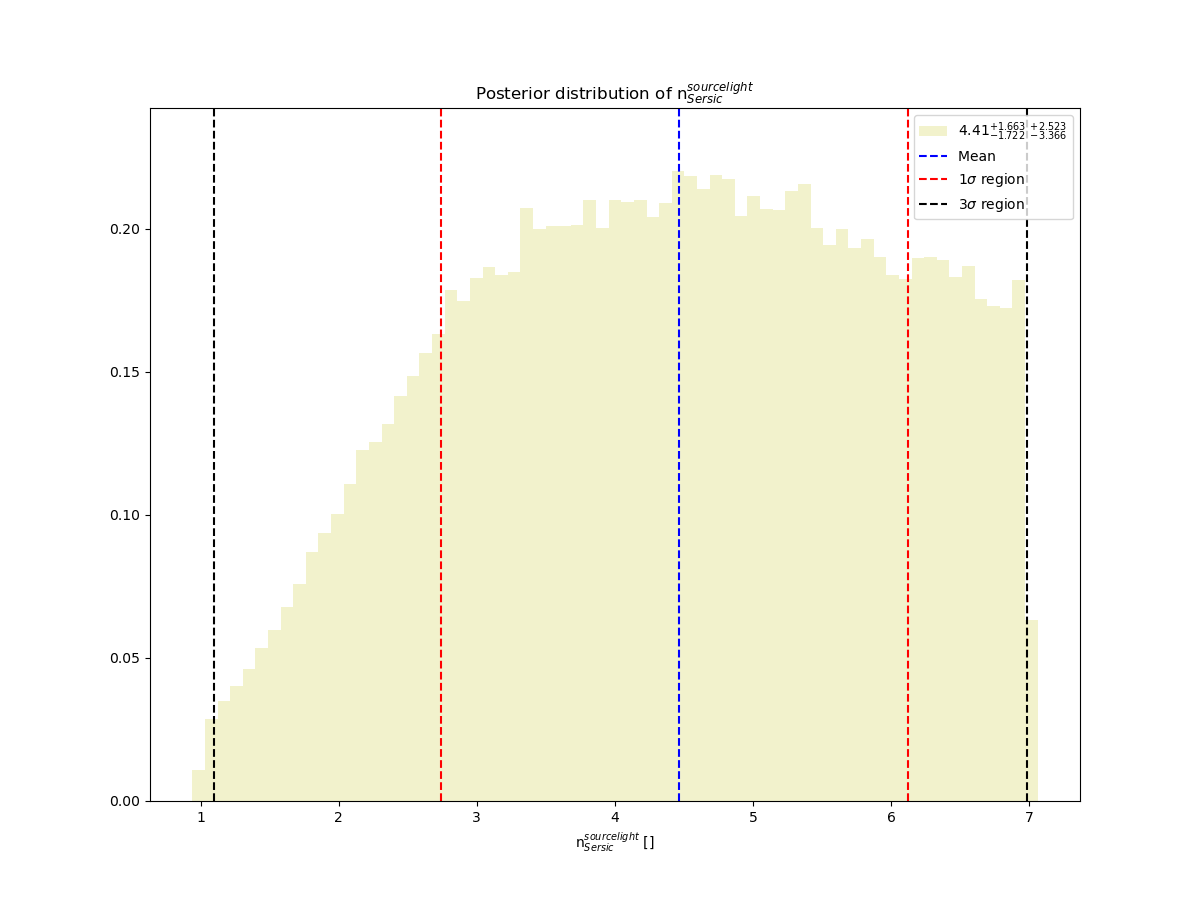 Posterior distribution of n^{sourcelight}_{Sersic}
4.41^{+1.663}_{-1.722} ^{+2.523}_{-3.366}
Mean
1σ region
3σ region
0.20
0.15
0.10
0.05
0.00
1 2 3 4 5 6 7
n^{sourcelight}_{Sersic} []